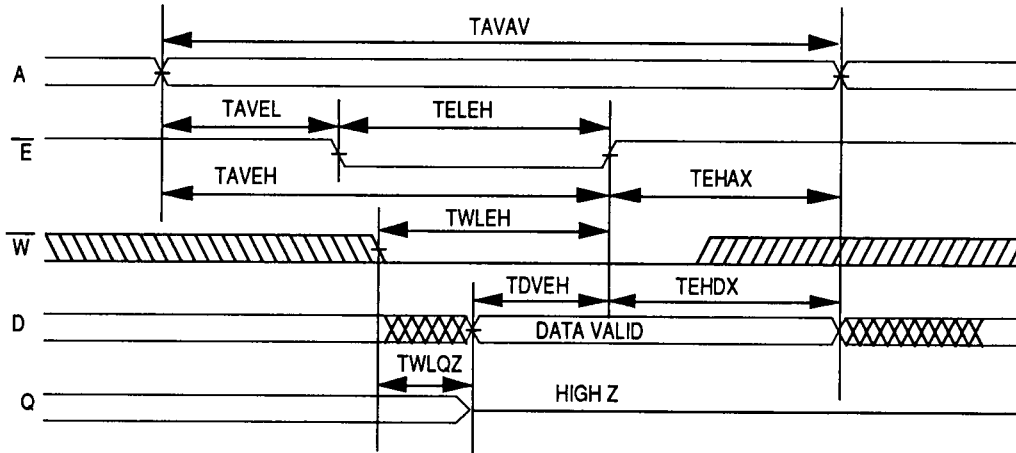 TAVAV
A
TAVEL TELEH
E
TAVEH TEHAX
TWLEH
W
TDVEH TEHDX
D DATA VALID
TWLQZ
Q HIGH Z